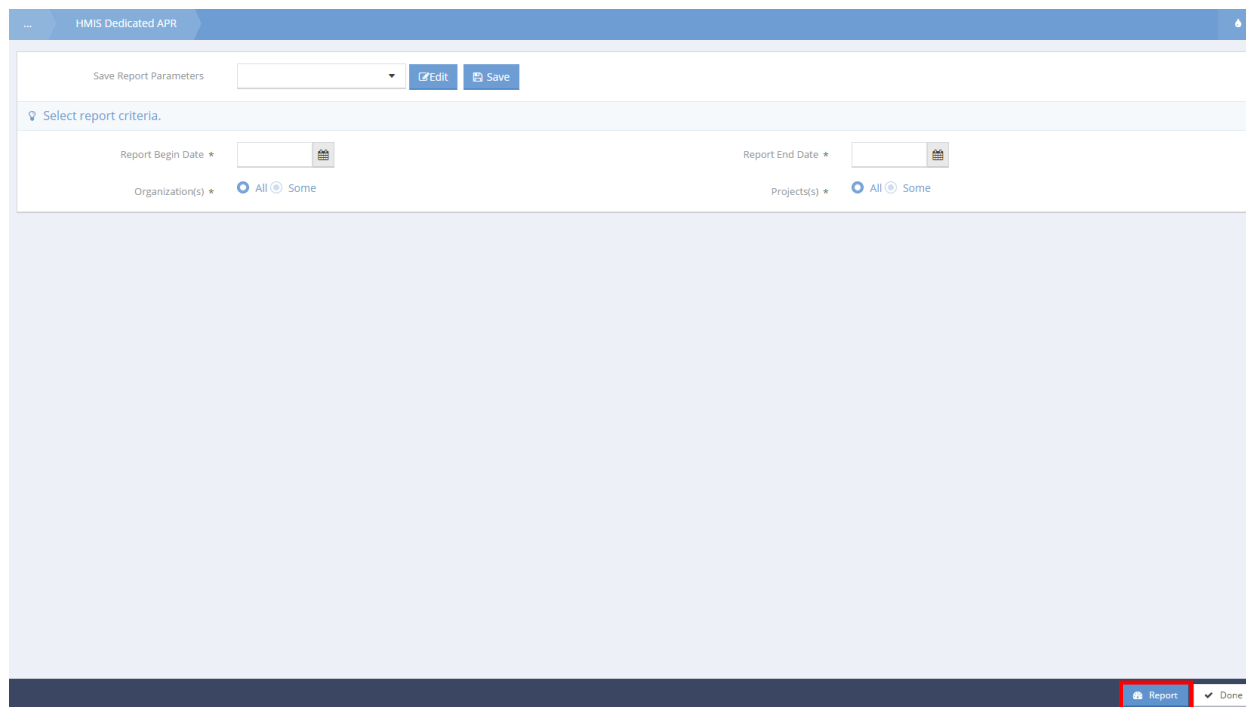 ... HMIS Dedicated APR
Save Report Parameters Edit Save
Select report criteria.
Report Begin Date * Report End Date *
Organization(s) * All Some Projects(s) * All Some
Report Done